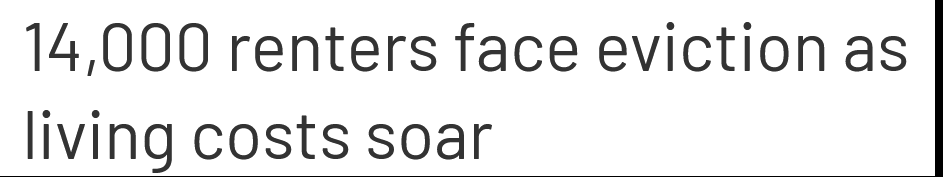 14,000 renters face eviction as
living costs soar